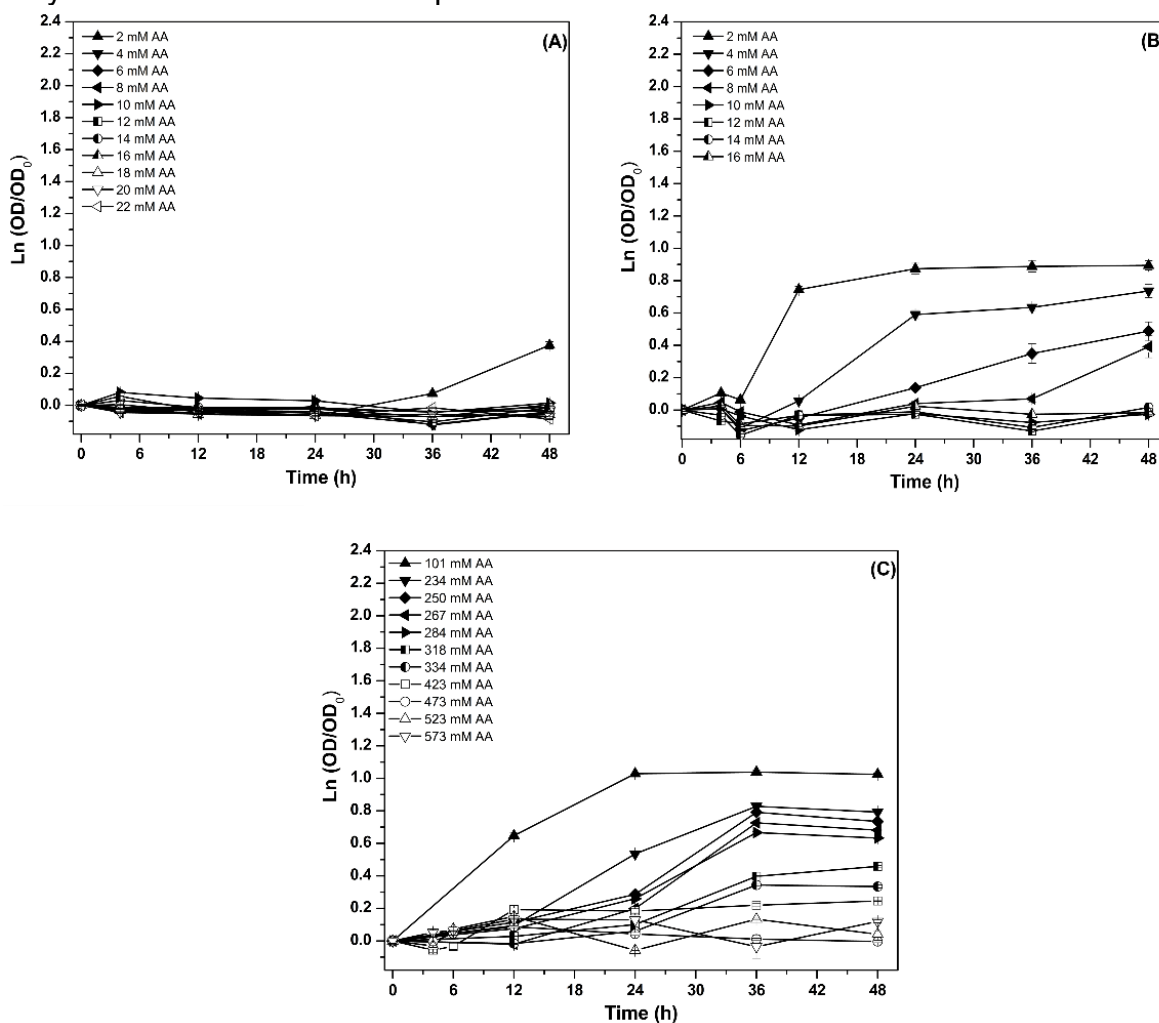 (A)
2 mM AA
4 mM AA
6 mM AA
8 mM AA
10 mM AA
12 mM AA
14 mM AA
16 mM AA
18 mM AA
20 mM AA
22 mM AA
2.4
2.2
2.0
1.8
1.6
1.4
1.2
1.0
0.8
0.6
0.4
0.2
0.0
Ln (OD/OD₀)
0 6 12 18 24 30 36 42 48
Time (h)
(B)
2 mM AA
4 mM AA
6 mM AA
8 mM AA
10 mM AA
12 mM AA
14 mM AA
16 mM AA
2.4
2.2
2.0
1.8
1.6
1.4
1.2
1.0
0.8
0.6
0.4
0.2
0.0
Ln (OD/OD₀)
0 6 12 18 24 30 36 42 48
Time (h)
(C)
101 mM AA
234 mM AA
250 mM AA
267 mM AA
284 mM AA
318 mM AA
334 mM AA
423 mM AA
473 mM AA
523 mM AA
573 mM AA
2.4
2.2
2.0
1.8
1.6
1.4
1.2
1.0
0.8
0.6
0.4
0.2
0.0
Ln (OD/OD₀)
0 6 12 18 24 30 36 42 48
Time (h)